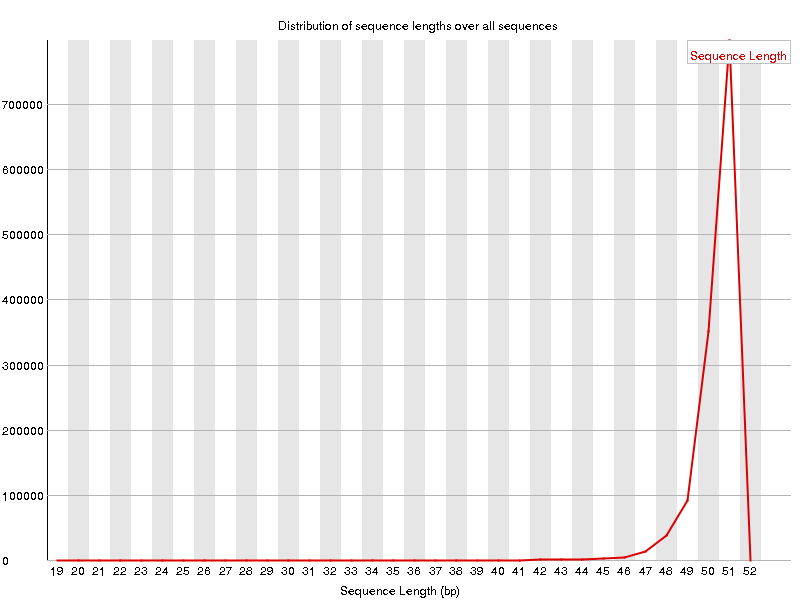 Distribution of sequence lengths over all sequences
Sequence Length
700000
600000
500000
400000
300000
200000
100000
0
19 20 21 22 23 24 25 26 27 28 29 30 31 32 33 34 35 36 37 38 39 40 41 42 43 44 45 46 47 48 49 50 51 52
Sequence Length (bp)